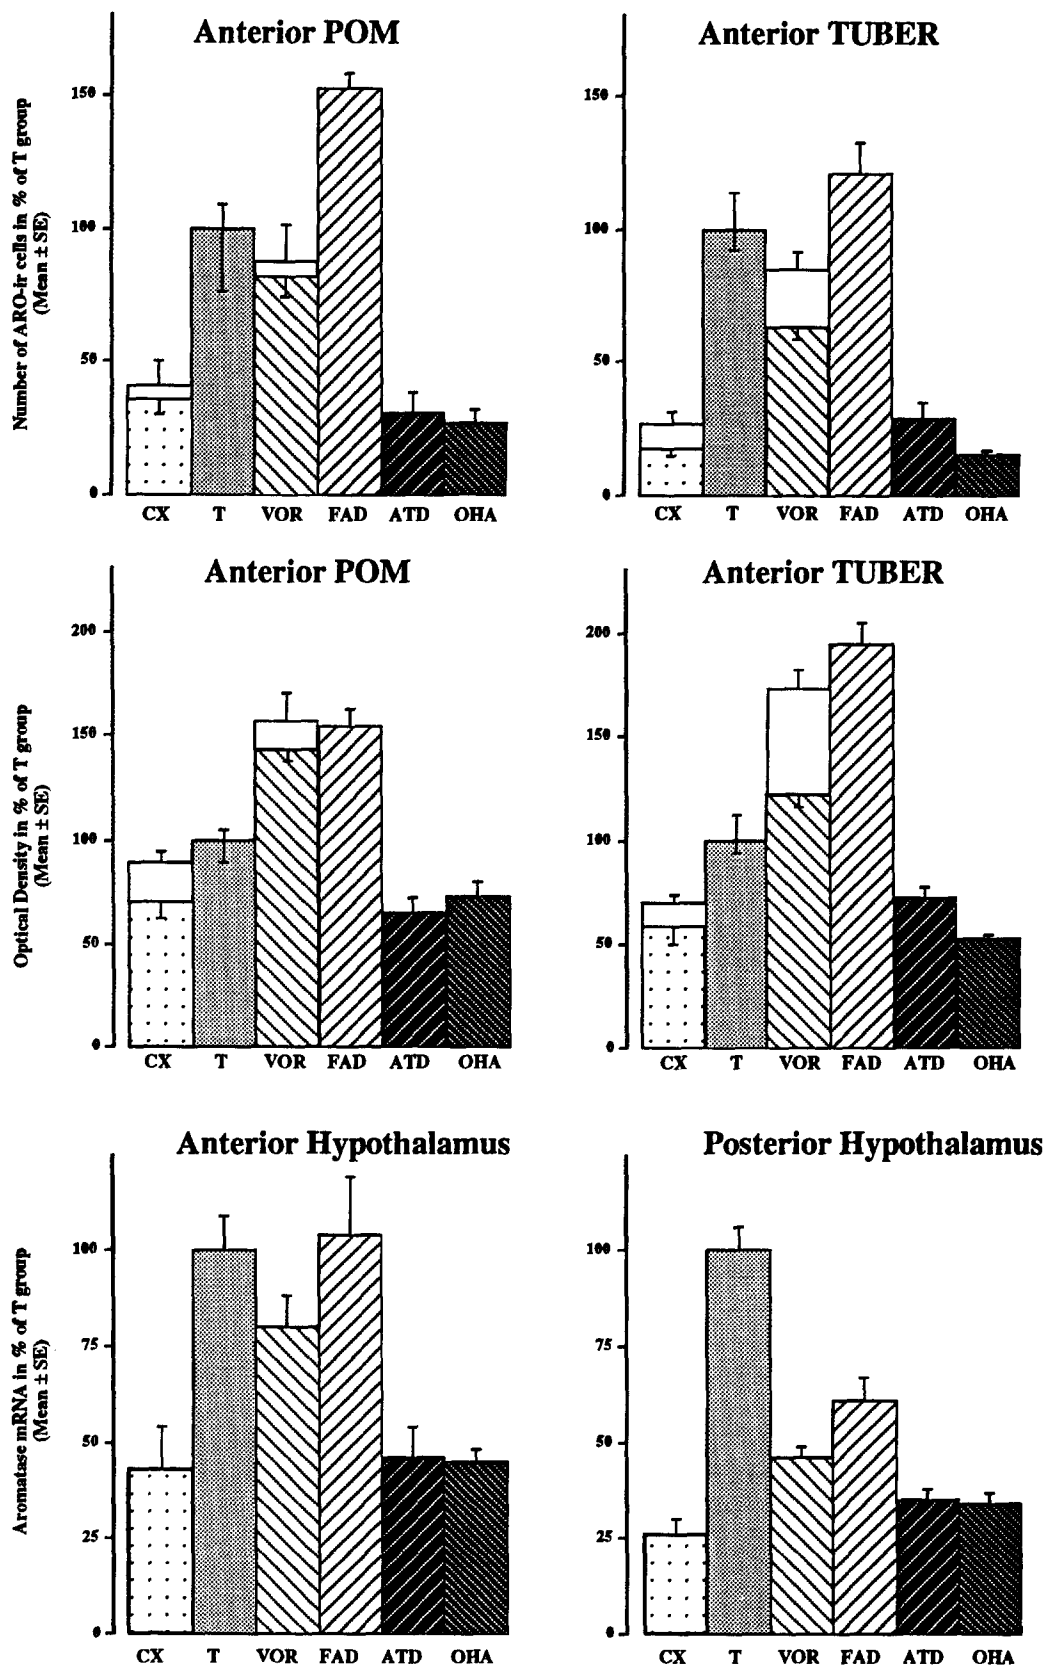 Anterior POM
Number of ARO-ir cells in % of T group
(Mean ± SE)
150
100
50
0
CX T VOR FAD ATD OHA
Anterior TUBER
150
100
50
0
CX T VOR FAD ATD OHA
Anterior POM
Optical Density in % of T group
(Mean ± SE)
200
150
100
50
0
CX T VOR FAD ATD OHA
Anterior TUBER
200
150
100
50
0
CX T VOR FAD ATD OHA
Anterior Hypothalamus
Aromatase mRNA in % of T group
(Mean ± SE)
100
75
50
25
0
CX T VOR FAD ATD OHA
Posterior Hypothalamus
100
75
50
25
0
CX T VOR FAD ATD OHA